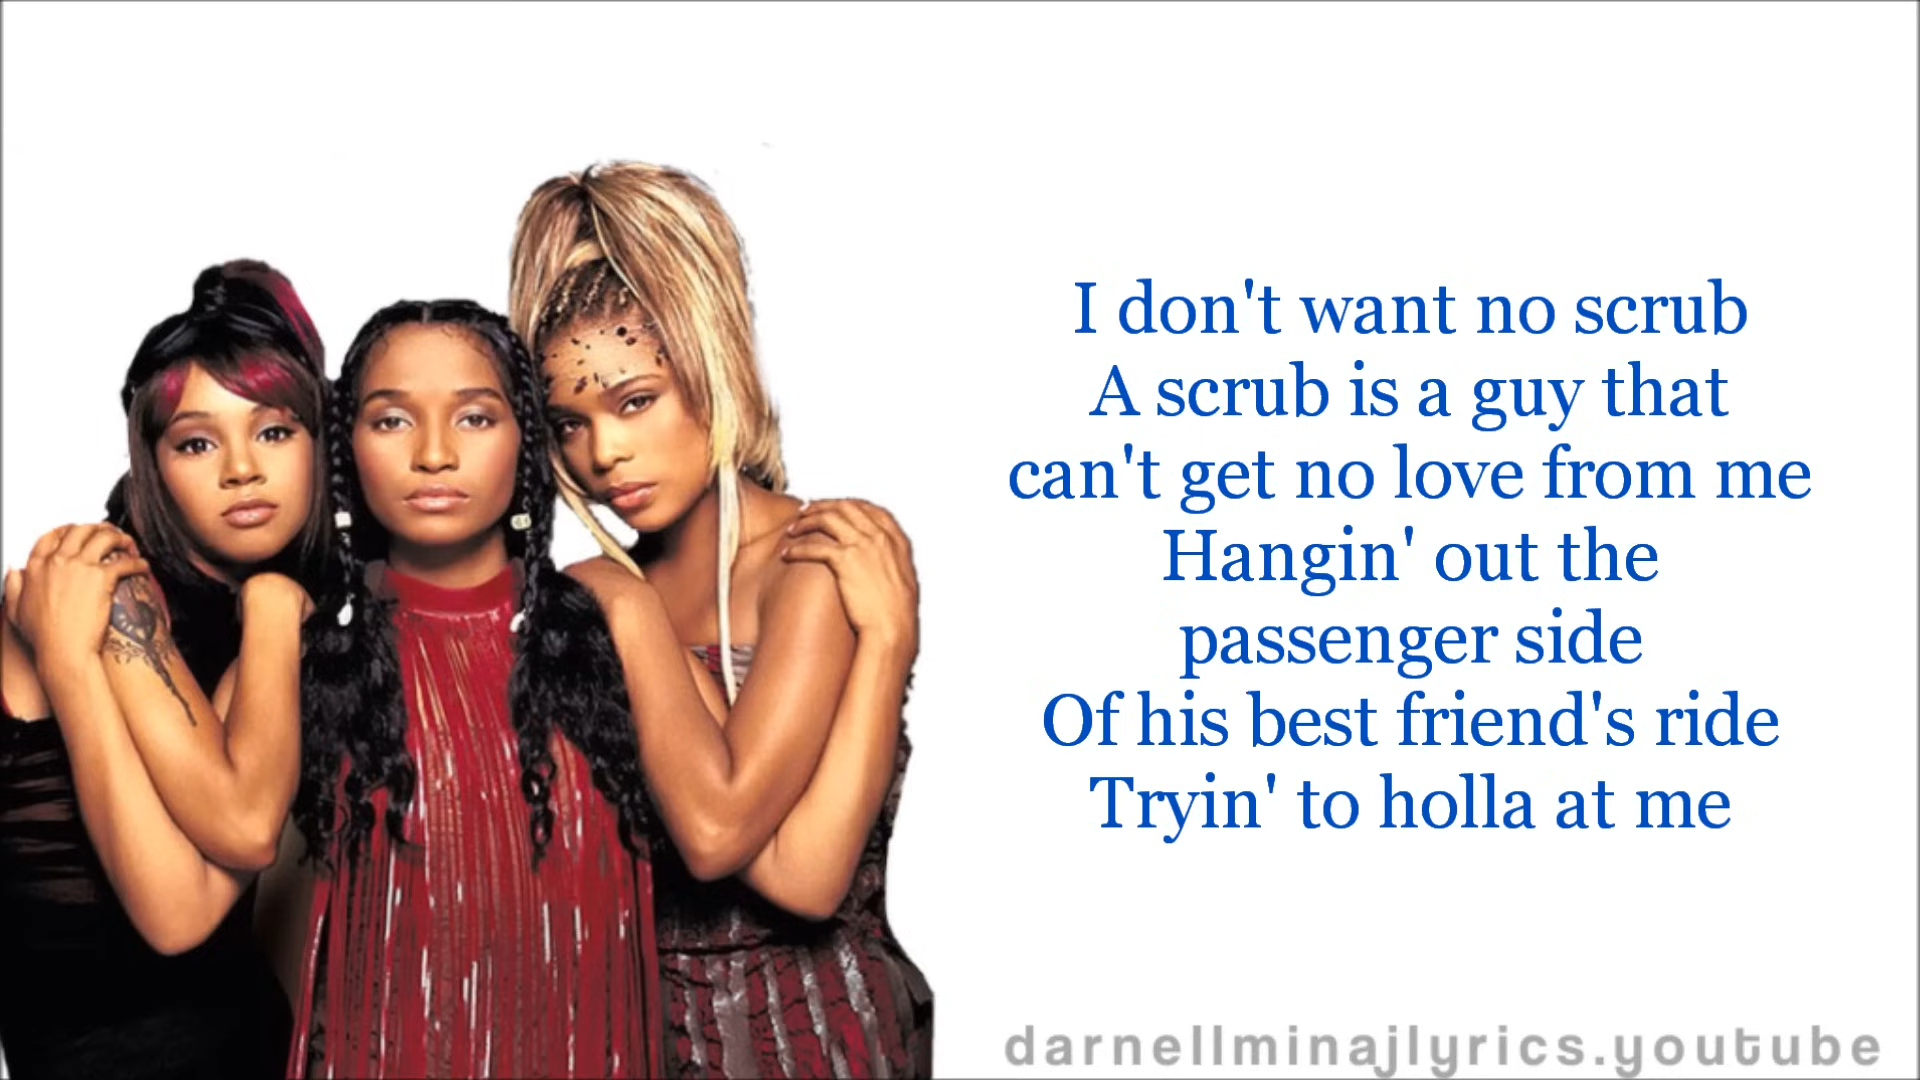 I don't want no scrub
A scrub is a guy that
can't get no love from me
Hangin' out the
passenger side
Of his best friend's ride
Tryin' to holla at me
darnellminajlyrics.youtube